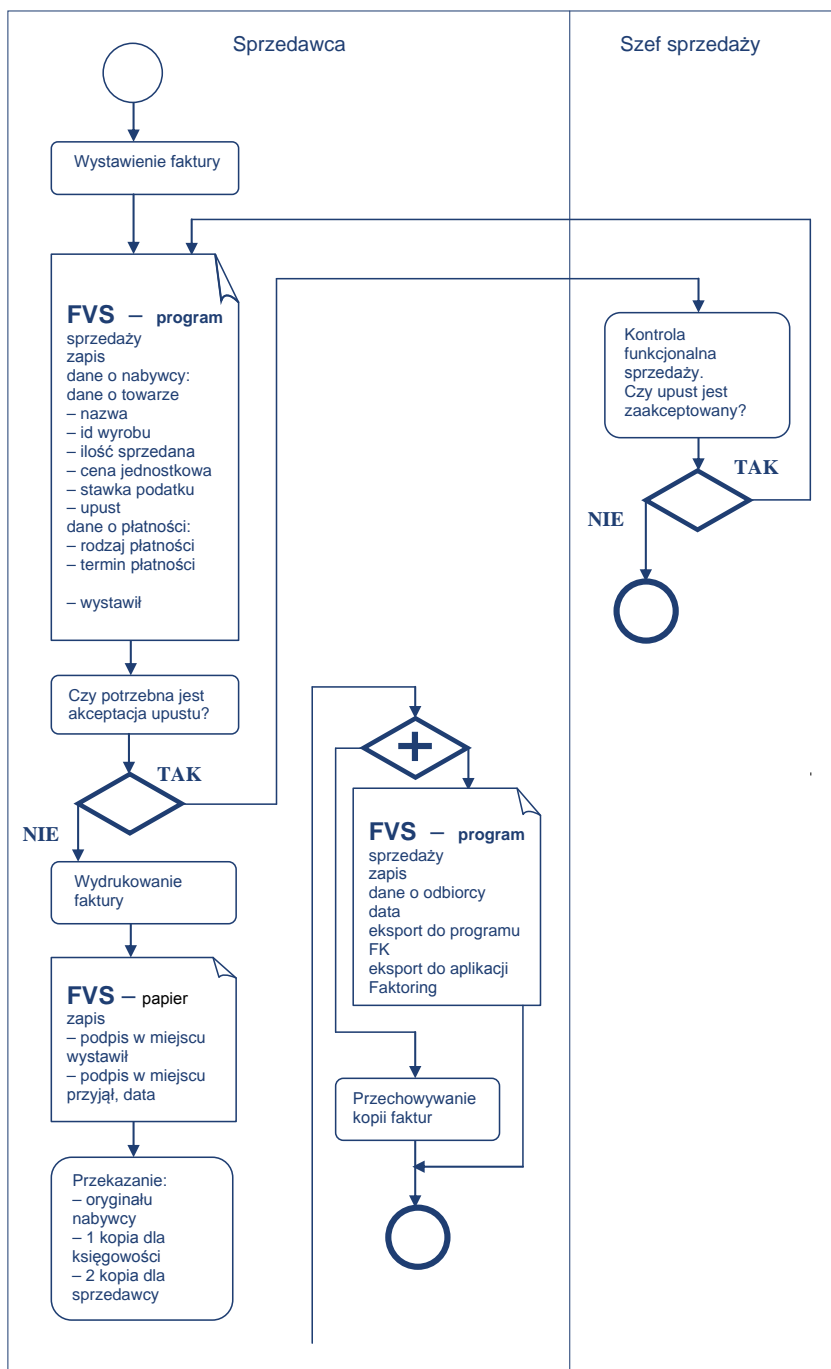 Sprzedawca
Szef sprzedaży
Wystawienie faktury
FVS – program
sprzedaży
zapis
dane o nabywcy:
dane o towarze
– nazwa
– id wyrobu
– ilość sprzedana
– cena jednostkowa
– stawka podatku
– upust
dane o płatności:
– rodzaj płatności
– termin płatności
– wystawił
Kontrola
funkcjonalna
sprzedaży.
Czy upust jest
zaakceptowany?
TAK
NIE
Czy potrzebna jest
akceptacja upustu?
TAK
NIE
Wydrukowanie
faktury
FVS – papier
zapis
– podpis w miejscu
wystawił
– podpis w miejscu
przyjął, data
Przekazanie:
– oryginału
nabywcy
– 1 kopia dla
księgowości
– 2 kopia dla
sprzedawcy
FVS – program
sprzedaży
zapis
dane o odbiorcy
data
eksport do programu
FK
eksport do aplikacji
Faktoring
Przechowywanie
kopii faktur